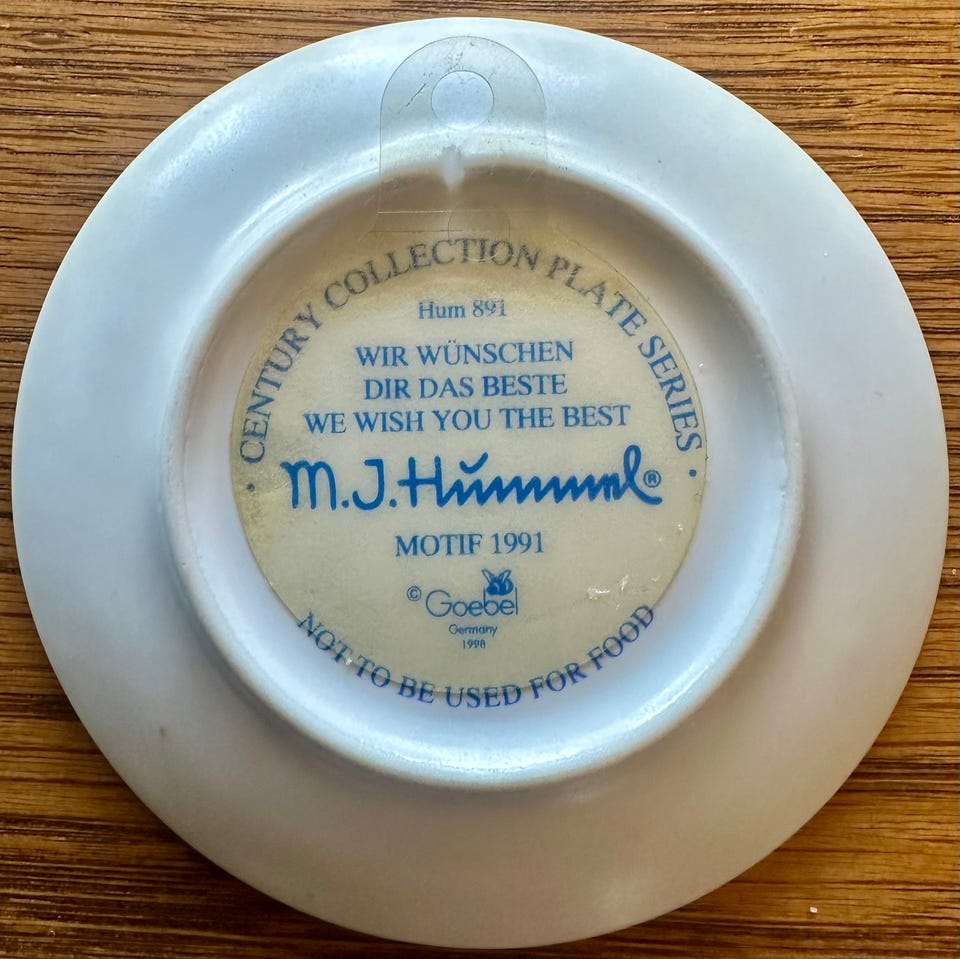 CENTURY COLLECTION PLATE SERIES
Hum 891
WIR WÜNSCHEN
DIR DAS BESTE
WE WISH YOU THE BEST
M.J.Hummel®
MOTIF 1991
© Goebel
Germany
1998
NOT TO BE USED FOR FOOD